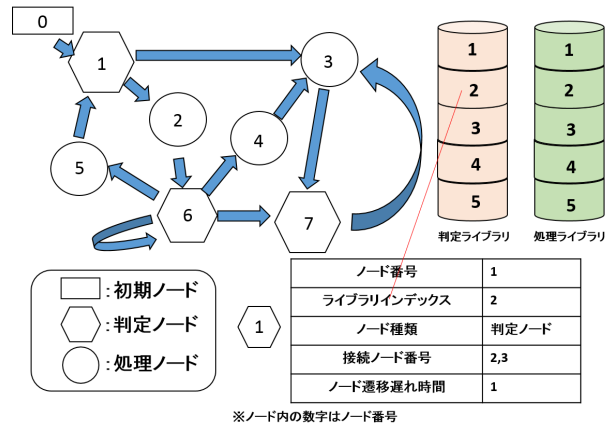 0
1
3
2
4
5
6
7
1
2
3
4
5
判定ライブラリ
1
2
3
4
5
処理ライブラリ
□:初期ノード
:判定ノード
:処理ノード
1
ノード番号 1
ライブラリインデックス 2
ノード種類 判定ノード
接続ノード番号 2,3
ノード遷移遅れ時間 1
※ノード内の数字はノード番号